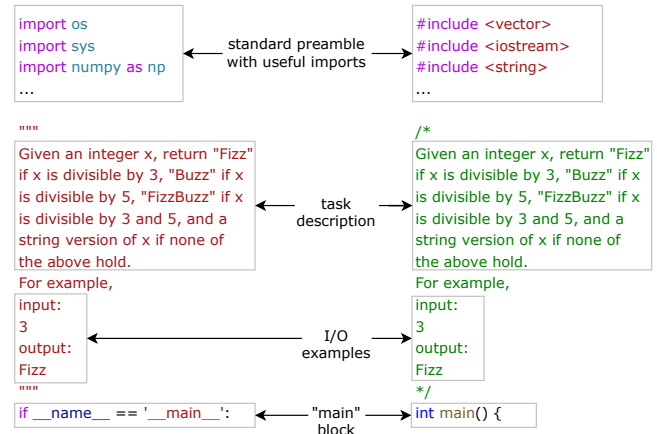 import os
import sys
import numpy as np
...
standard preamble
with useful imports
#include <vector>
#include <iostream>
#include <string>
...
"""
Given an integer x, return "Fizz"
if x is divisible by 3, "Buzz" if x
is divisible by 5, "FizzBuzz" if x
is divisible by 3 and 5, and a
string version of x if none of
the above hold.
For example,
input:
3
output:
Fizz
"""
if __name__ == '__main__':
task
description
I/O
examples
"main"
block
/*
Given an integer x, return "Fizz"
if x is divisible by 3, "Buzz" if x
is divisible by 5, "FizzBuzz" if x
is divisible by 3 and 5, and a
string version of x if none of
the above hold.
For example,
input:
3
output:
Fizz
*/
int main() {